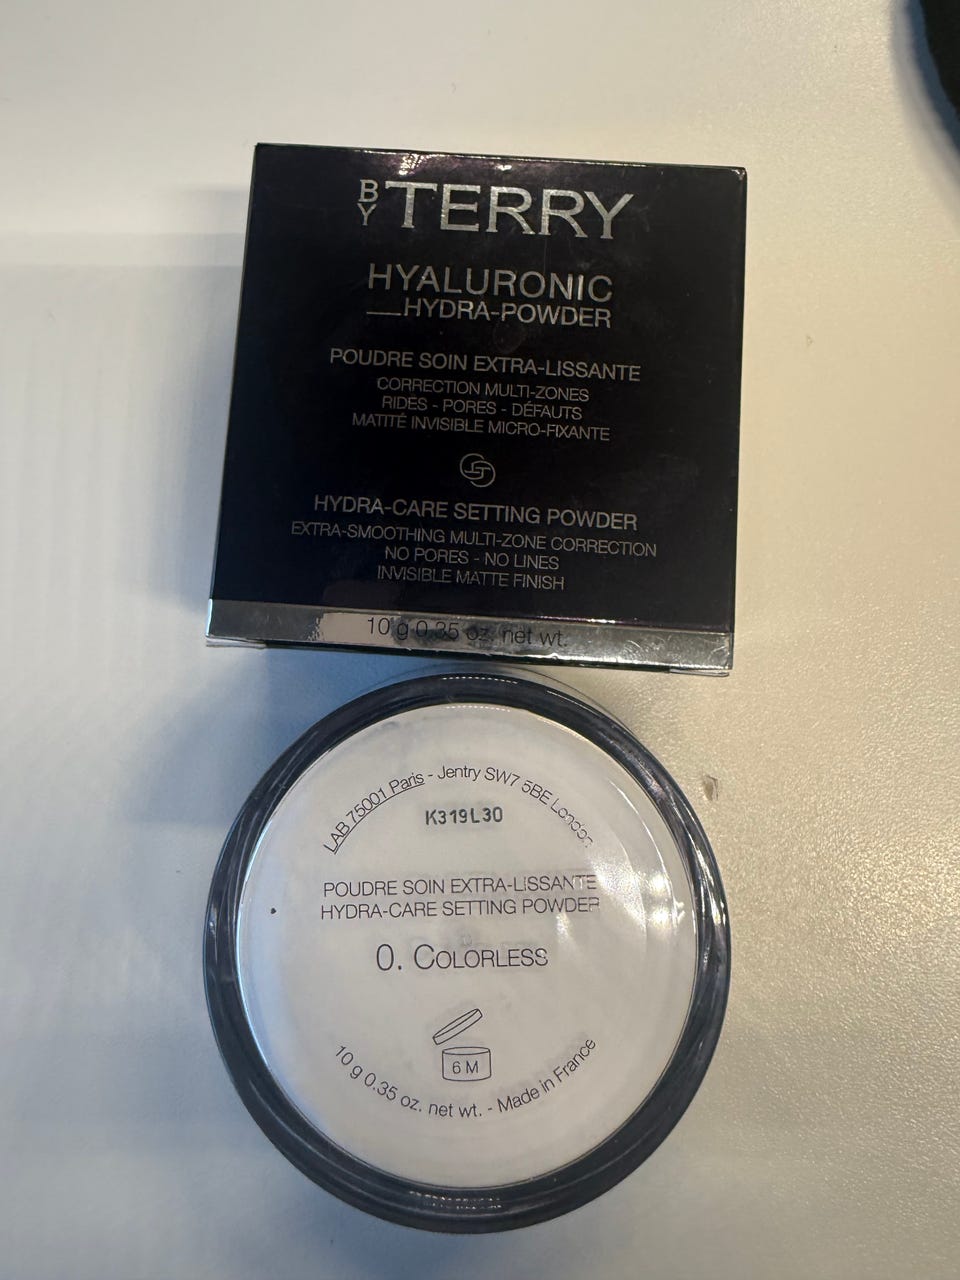 BY TERRY
HYALURONIC
HYDRA-POWDER
POUDRE SOIN EXTRA-LISSANTE
CORRECTION MULTI-ZONES
RIDES - PORES - DÉFAUTS
MATITÉ INVISIBLE MICRO-FIXANTE
HYDRA-CARE SETTING POWDER
EXTRA-SMOOTHING MULTI-ZONE CORRECTION
NO PORES - NO LINES
INVISIBLE MATTE FINISH
10 g 0.35 oz. net wt.
LAB 75001 Paris - Jentry SW7 5BE London
K319L30
POUDRE SOIN EXTRA-LISSANTE
HYDRA-CARE SETTING POWDER
0. COLORLESS
6 M
10 g 0.35 oz. net wt. - Made in France